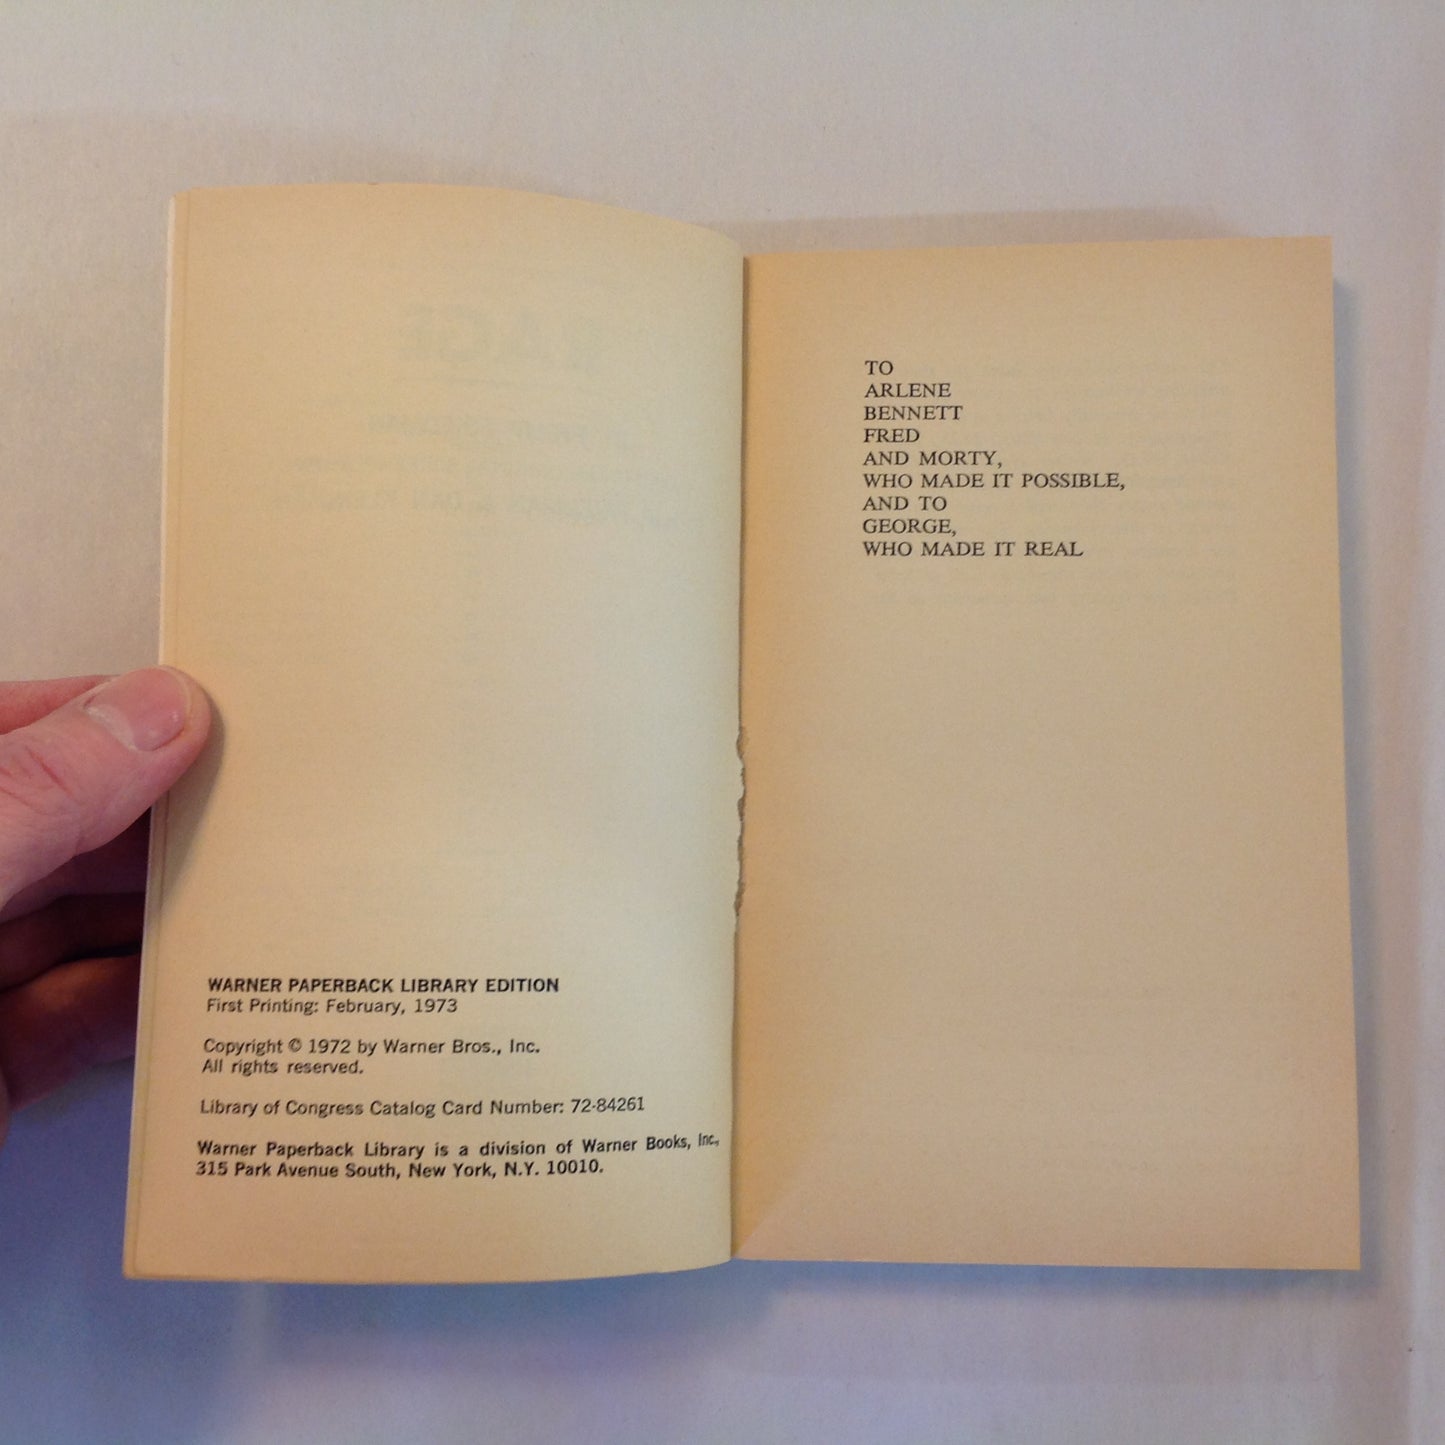 WARNER PAPERBACK LIBRARY EDITION
First Printing: February, 1973
Copyright © 1972 by Warner Bros., Inc.
All rights reserved.
Library of Congress Catalog Card Number: 72-84261
Warner Paperback Library is a division of Warner Books, Inc.,
315 Park Avenue South, New York, N.Y. 10010.
TO
ARLENE
BENNETT
FRED
AND MORTY,
WHO MADE IT POSSIBLE,
AND TO
GEORGE,
WHO MADE IT REAL